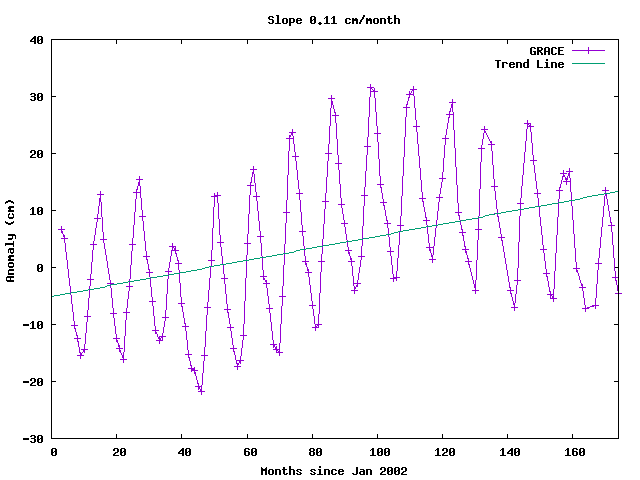 Slope 0.11 cm/month
GRACE
Trend Line
Anomaly (cm)
40
30
20
10
0
-10
-20
-30
0 20 40 60 80 100 120 140 160
Months since Jan 2002